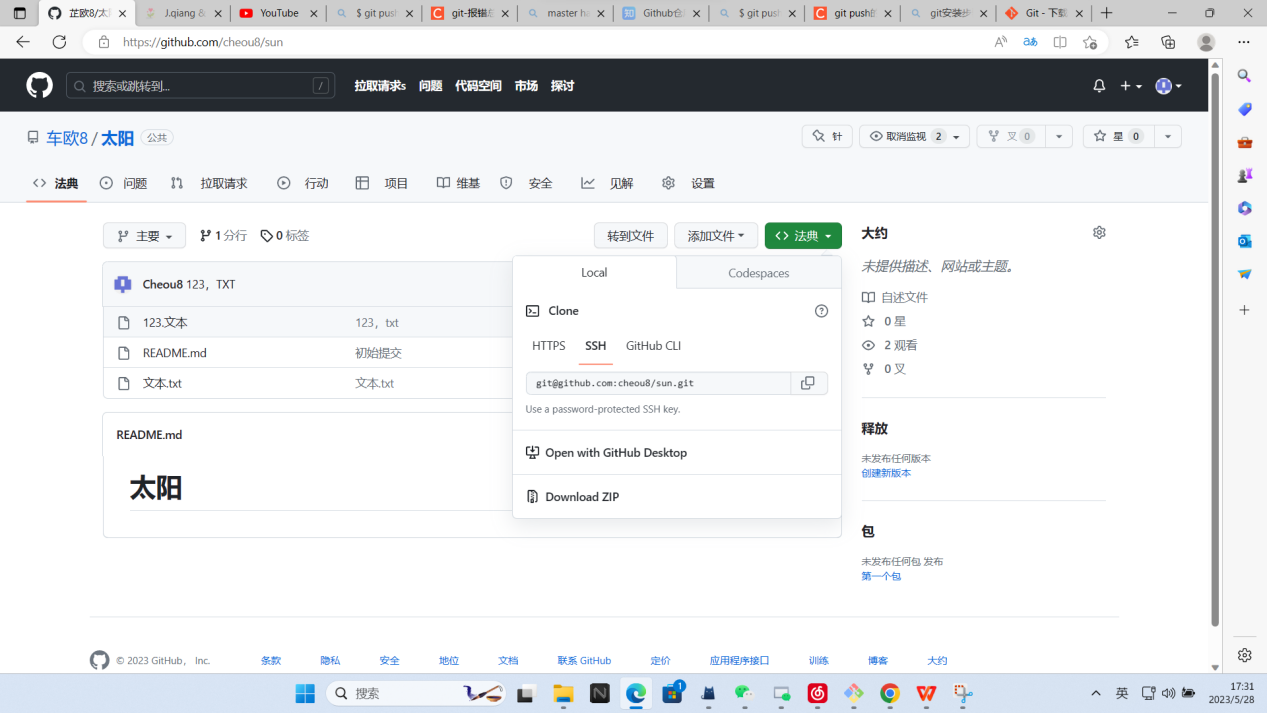 芷欧8/太
J.qiang &
YouTube
$ git push
git-报错总
master ha
Github仓
$ git push
git push的
git安装步
Git - 下载
https://github.com/cheou8/sun
搜索或跳转到...
/
拉取请求s 问题 代码空间 市场 探讨
车欧8 / 太阳 公共
针
取消监视 2
叉 0
星 0
法典 问题 拉取请求 行动 项目 维基 安全 见解 设置
主要
1 分行
0 标签
转到文件
添加文件
法典
Cheou8 123，TXT
123.文本 123，txt
README.md 初始提交
文本.txt 文本.txt
README.md
太阳
Local Codespaces
Clone
HTTPS SSH GitHub CLI
git@github.com:cheou8/sun.git
Use a password-protected SSH key.
Open with GitHub Desktop
Download ZIP
大约
未提供描述、网站或主题。
自述文件
0 星
2 观看
0 叉
释放
未发布任何版本
创建新版本
包
未发布任何包 发布
第一个包
© 2023 GitHub， Inc. 条款 隐私 安全 地位 文档 联系 GitHub 定价 应用程序接口 训练 博客 大约
搜索
1
英
17:31
2023/5/28